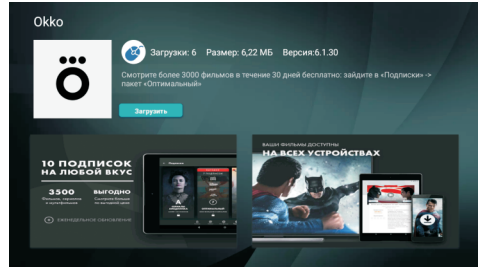 Okko
Загрузки: 6 Размер: 6,22 МБ Версия:6.1.30
Смотрите более 3000 фильмов в течение 30 дней бесплатно: зайдите в «Подписки» ->
пакет «Оптимальный»
ö
Загрузить
10 ПОДПИСОК
НА ЛЮБОЙ ВКУС
3500 ВЫГОДНО
ЕЖЕНЕДЕЛЬНОЕ ОБНОВЛЕНИЕ
ВАШИ ФИЛЬМЫ ДОСТУПНЫ
НА ВСЕХ УСТРОЙСТВАХ